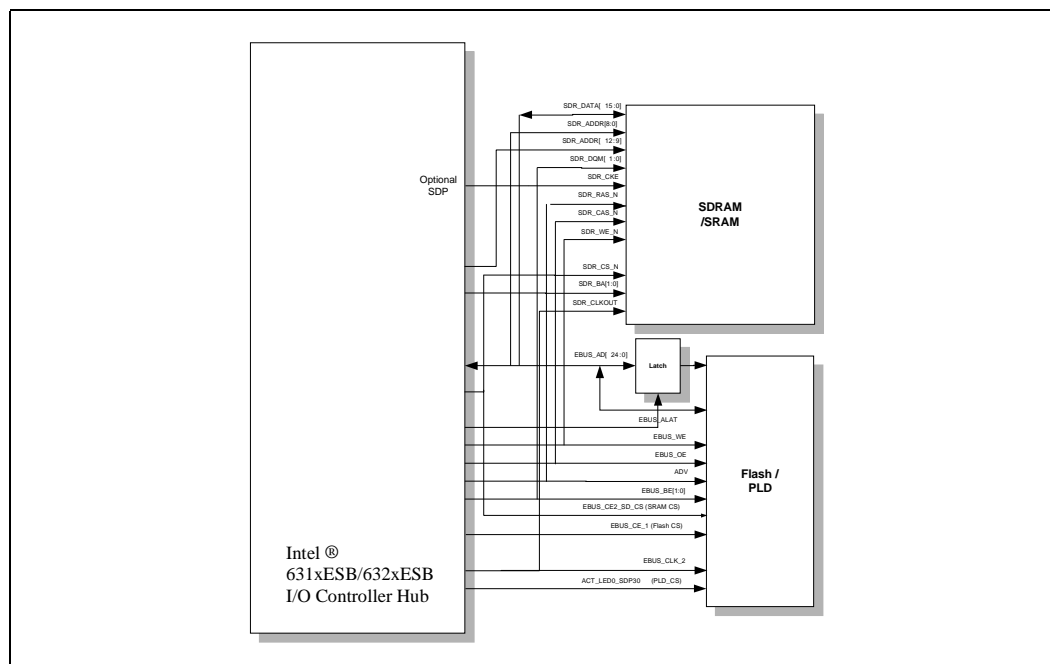 SDR_DATA[ 15:0]
SDR_ADDR[8:0]
SDR_ADDR[ 12:9]
SDR_DQM[ 1:0]
Optional
SDP
SDR_CKE
SDR_RAS_N
SDR_CAS_N
SDR_WE_N
SDRAM
/SRAM
SDR_CS_N
SDR_BA[1:0]
SDR_CLKOUT
EBUS_AD[ 24:0]
Latch
EBUS_ALAT
EBUS_WE
EBUS_OE
ADV
EBUS_BE[1:0]
EBUS_CE2_SD_CS (SRAM CS)
EBUS_CE_1 (Flash CS)
Flash /
PLD
EBUS_CLK_2
ACT_LED0_SDP30 (PLD_CS)
Intel ®
631xESB/632xESB
I/O Controller Hub